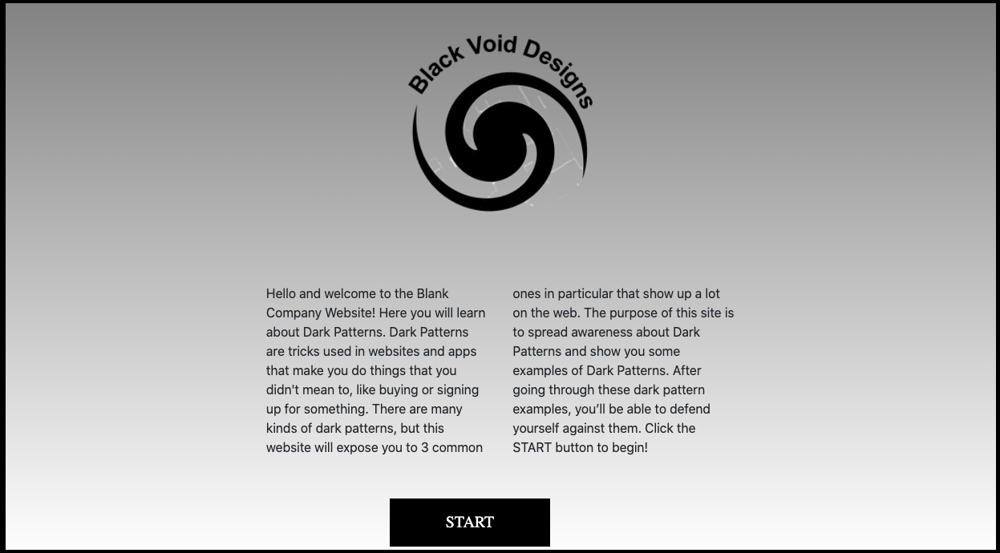 Black Void Designs
Hello and welcome to the Blank
Company Website! Here you will learn
about Dark Patterns. Dark Patterns
are tricks used in websites and apps
that make you do things that you
didn't mean to, like buying or signing
up for something. There are many
kinds of dark patterns, but this
website will expose you to 3 common
ones in particular that show up a lot
on the web. The purpose of this site is
to spread awareness about Dark
Patterns and show you some
examples of Dark Patterns. After
going through these dark pattern
examples, you’ll be able to defend
yourself against them. Click the
START button to begin!
START